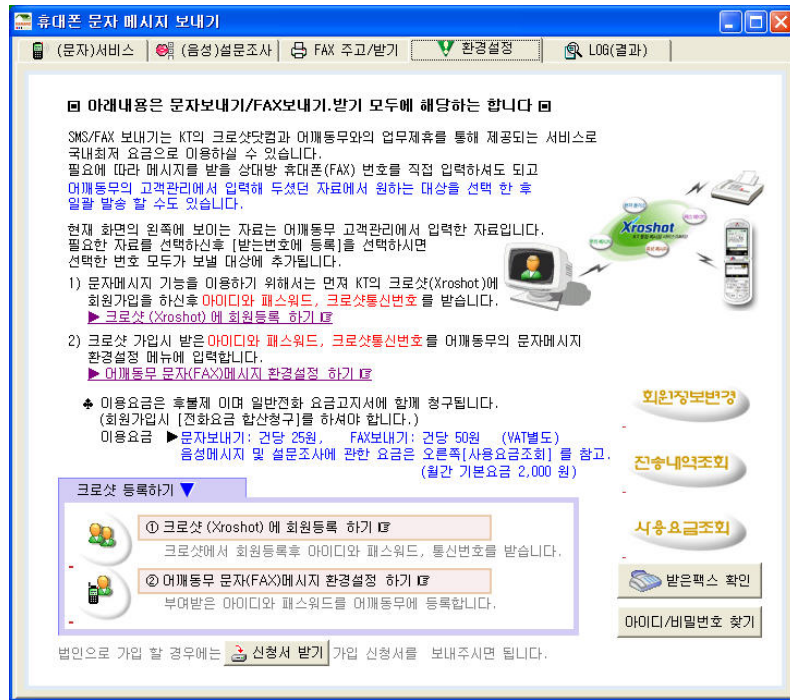 휴대폰 문자 메시지 보내기
(문자)서비스 (음성)설문조사 FAX 주고/받기 환경설정 LOG(결과)
▣ 아래내용은 문자보내기/FAX보내기.받기 모두에 해당하는 합니다 ▣
SMS/FAX 보내기는 KT의 크로샷닷컴과 어깨동무와의 업무제휴를 통해 제공되는 서비스로
국내최저 요금으로 이용하실 수 있습니다.
필요에 따라 메시지를 받을 상대방 휴대폰(FAX) 번호를 직접 입력하셔도 되고
어깨동무의 고객관리에서 입력해 두셨던 자료에서 원하는 대상을 선택 한 후
일괄 발송 할 수도 있습니다.
현재 화면의 왼쪽에 보이는 자료는 어깨동무 고객관리에서 입력한 자료입니다.
필요한 자료를 선택하신후 [받는번호에 등록]을 선택하시면
선택한 번호 모두가 보낼 대상에 추가됩니다.
Xroshot
1) 문자메시지 기능을 이용하기 위해서는 먼저 KT의 크로샷(Xroshot)에
회원가입을 하신후 아이디와 패스워드, 크로샷통신번호 를 받습니다.
▶ 크로샷 (Xroshot) 에 회원등록 하기 ☞
2) 크로샷 가입시 받은 아이디와 패스워드, 크로샷통신번호 를 어깨동무의 문자메시지
환경설정 메뉴에 입력합니다.
▶ 어깨동무 문자(FAX)메시지 환경설정 하기 ☞
♣ 이용요금은 후불제 이며 일반전화 요금고지서에 함께 청구됩니다.
(회원가입시 [전화요금 합산청구]를 하셔야 합니다.)
이용요금 ▶문자보내기: 건당 25원, FAX보내기: 건당 50원 (VAT별도)
음성메시지 및 설문조사에 관한 요금은 오른쪽[사용요금조회] 를 참고.
(월간 기본요금 2,000 원)
회원정보변경
전송내역조회
사용요금조회
받은팩스 확인
아이디/비밀번호 찾기
크로샷 등록하기 ▼
① 크로샷 (Xroshot) 에 회원등록 하기 ☞
크로샷에서 회원등록후 아이디와 패스워드, 통신번호를 받습니다.
② 어깨동무 문자(FAX)메시지 환경설정 하기 ☞
부여받은 아이디와 패스워드를 어깨동무에 등록합니다.
법인으로 가입 할 경우에는 신청서 받기 가입 신청서를 보내주시면 됩니다.